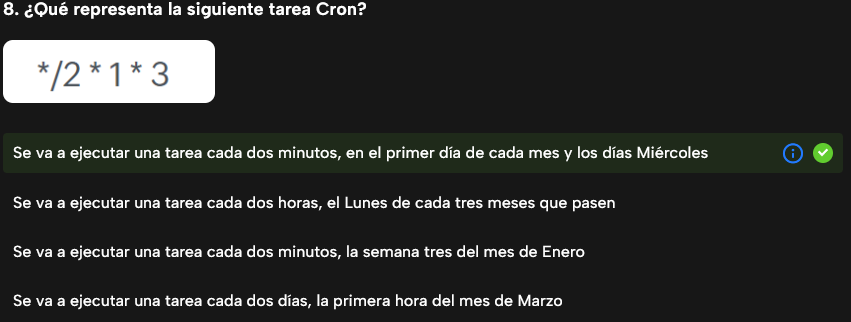 8. ¿Qué representa la siguiente tarea Cron?
*/2 * 1 * 3
Se va a ejecutar una tarea cada dos minutos, en el primer día de cada mes y los días Miércoles
Se va a ejecutar una tarea cada dos horas, el Lunes de cada tres meses que pasen
Se va a ejecutar una tarea cada dos minutos, la semana tres del mes de Enero
Se va a ejecutar una tarea cada dos días, la primera hora del mes de Marzo